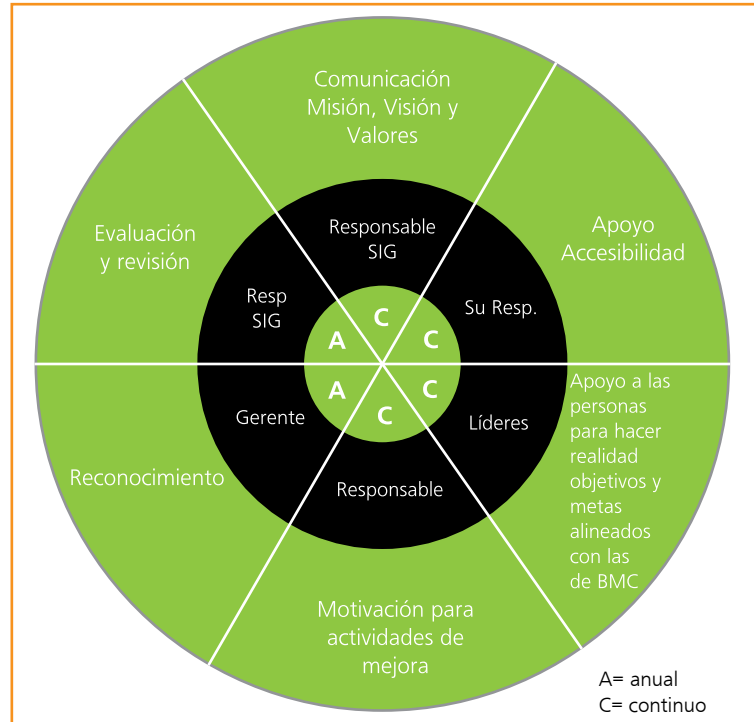 Comunicación
Misión, Visión y
Valores
Apoyo
Accesibilidad
Apoyo a las
personas
para hacer
realidad
objetivos y
metas
alineados
con las
de BMC
Motivación para
actividades de
mejora
Reconocimiento
Evaluación
y revisión
Responsable
SIG
Su Resp.
Líderes
Responsable
Gerente
Resp
SIG
C
C
C
C
A
A
A= anual
C= continuo